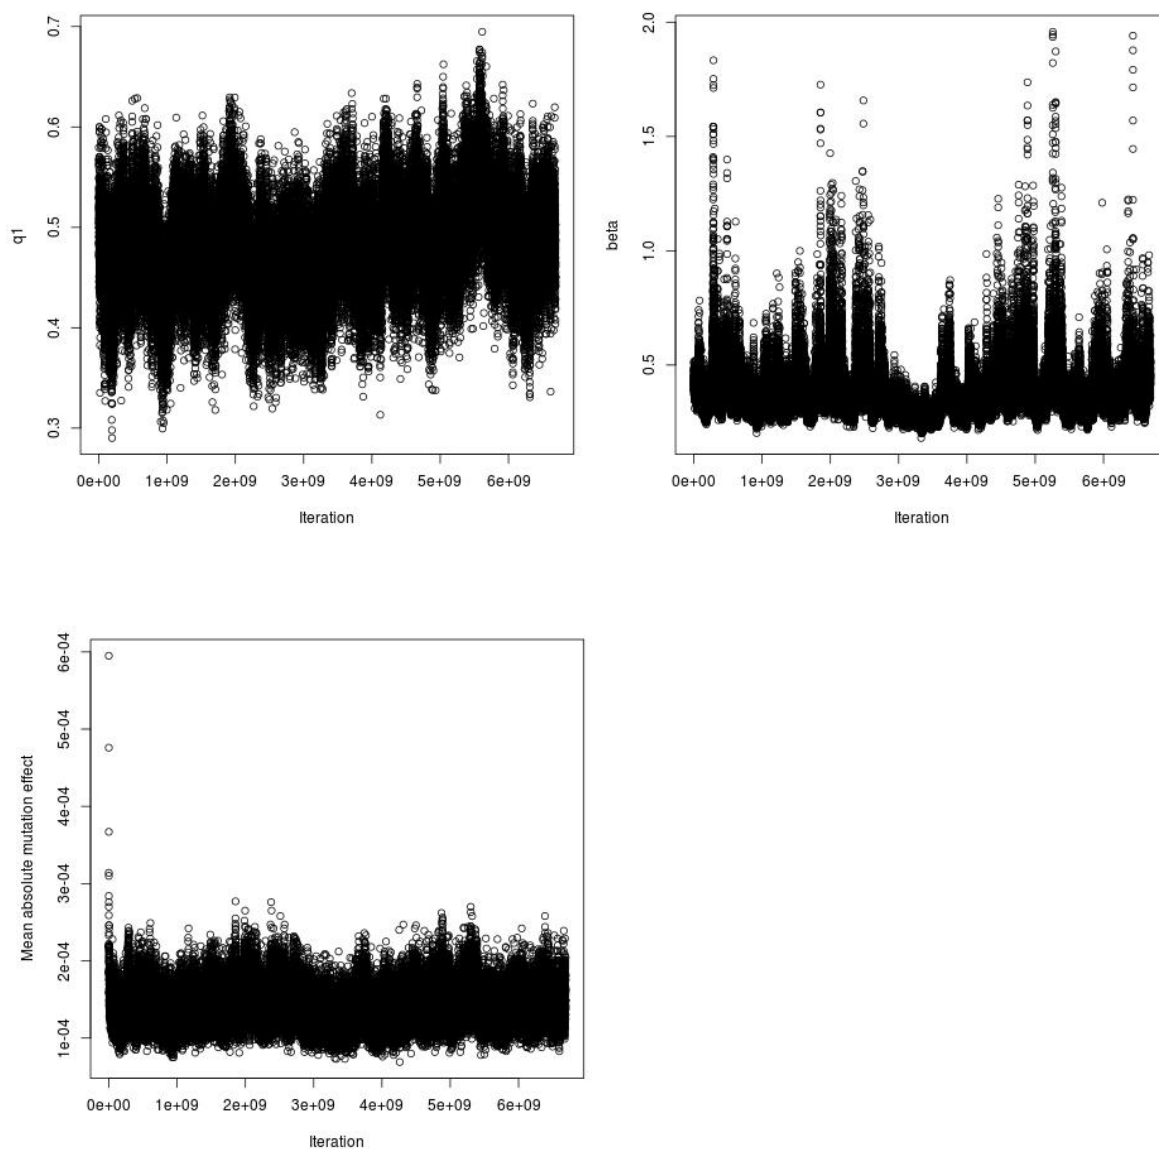 0.7
0.6
0.5
0.4
0.3
q1
0e+00 1e+09 2e+09 3e+09 4e+09 5e+09 6e+09
Iteration
2.0
1.5
1.0
0.5
beta
0e+00 1e+09 2e+09 3e+09 4e+09 5e+09 6e+09
Iteration
6e-04
5e-04
4e-04
3e-04
2e-04
1e-04
Mean absolute mutation effect
0e+00 1e+09 2e+09 3e+09 4e+09 5e+09 6e+09
Iteration